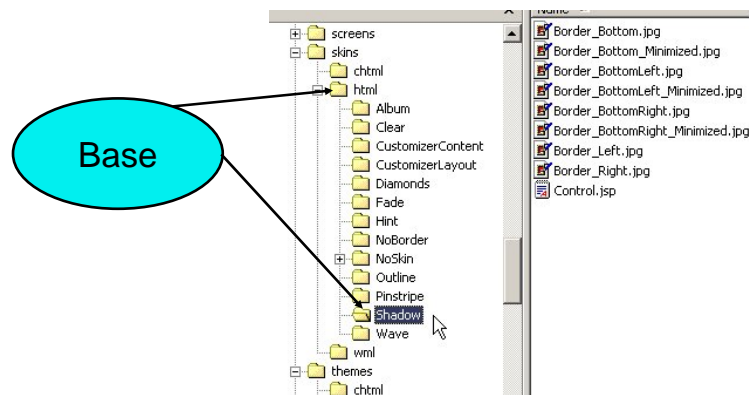 Base
screens
skins
chtml
html
Album
Clear
CustomizerContent
CustomizerLayout
Diamonds
Fade
Hint
NoBorder
NoSkin
Outline
Pinstripe
Shadow
Wave
wml
themes
chtml
Name
Border_Bottom.jpg
Border_Bottom_Minimized.jpg
Border_BottomLeft.jpg
Border_BottomLeft_Minimized.jpg
Border_BottomRight.jpg
Border_BottomRight_Minimized.jpg
Border_Left.jpg
Border_Right.jpg
Control.jsp